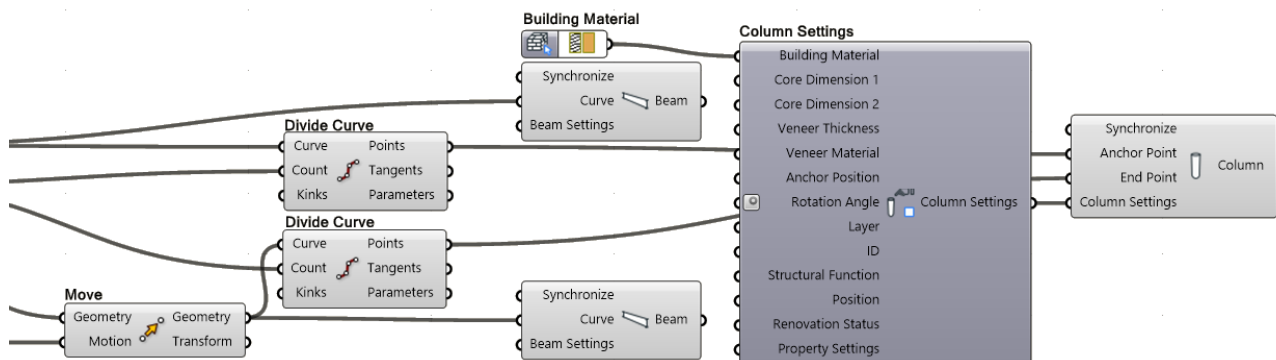 Building Material
Synchronize
Curve Beam
Beam Settings
Divide Curve
Curve Points
Count Tangents
Kinks Parameters
Divide Curve
Curve Points
Count Tangents
Kinks Parameters
Move
Geometry Geometry
Motion Transform
Synchronize
Curve Beam
Beam Settings
Column Settings
Building Material
Core Dimension 1
Core Dimension 2
Veneer Thickness
Veneer Material
Anchor Position
Rotation Angle Column Settings
Layer
ID
Structural Function
Position
Renovation Status
Property Settings
Synchronize
Anchor Point
End Point Column
Column Settings